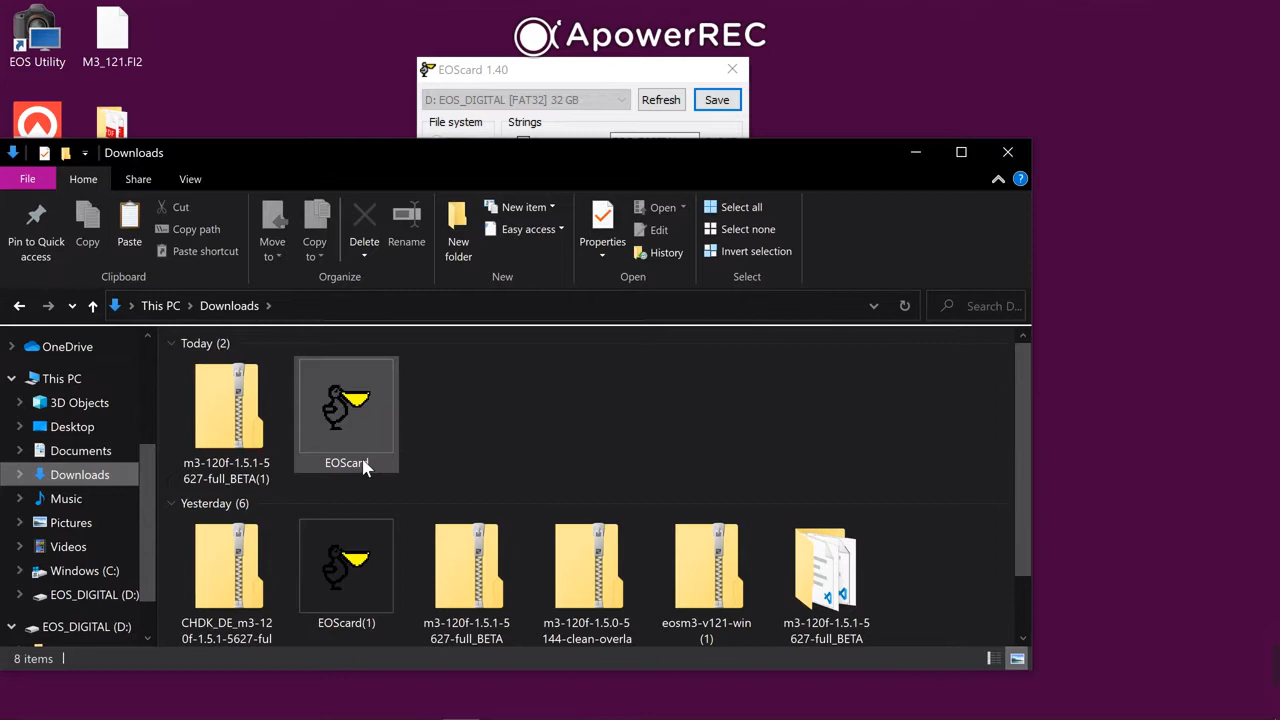 ApowerREC
EOS Utility
M3_121.FI2
EOScard 1.40
D: EOS_DIGITAL [FAT32] 32 GB
Refresh
Save
File system
Strings
Downloads
File
Home
Share
View
Pin to Quick
access
Copy
Paste
Cut
Copy path
Paste shortcut
Clipboard
Move
to
Copy
to
Delete
Rename
Organize
New
folder
New item
Easy access
New
Properties
Open
Edit
History
Open
Select all
Select none
Invert selection
Select
This PC
Downloads
Search D...
OneDrive
This PC
3D Objects
Desktop
Documents
Downloads
Music
Pictures
Videos
Windows (C:)
EOS_DIGITAL (D:)
EOS_DIGITAL (D:)
Today (2)
m3-120f-1.5.1-5
627-full_BETA(1)
EOScard
Yesterday (6)
CHDK_DE_m3-12
0f-1.5.1-5627-ful
EOScard(1)
m3-120f-1.5.1-5
627-full_BETA
m3-120f-1.5.0-5
144-clean-overla
eosm3-v121-win
(1)
m3-120f-1.5.1-5
627-full_BETA
8 items